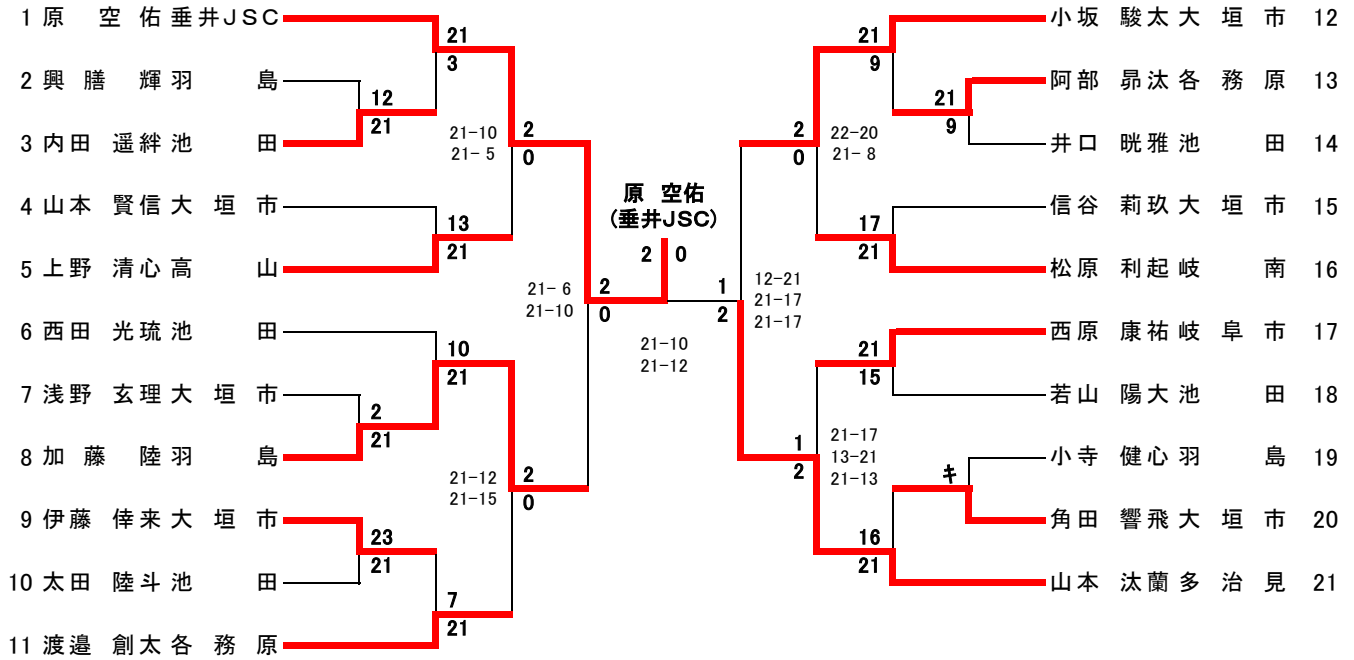 1 原 空 佑 垂井JSC
21
3
2 興 膳 輝 羽 島
12
21
3 内田 遥絆 池 田
21-10
21- 5
2
0
4 山本 賢信 大 垣 市
13
21
5 上野 清心 高 山
21- 6
21-10
2
0
6 西田 光琉 池 田
10
21
7 浅野 玄理 大 垣 市
2
21
8 加 藤 陸 羽 島
21-12
21-15
2
0
9 伊藤 倖来 大 垣 市
23
21
10 太田 陸斗 池 田
7
21
11 渡邉 創太 各 務 原
原 空佑
(垂井JSC)
2 0
21-10
21-12
小坂 駿太 大 垣 市 12
21
9
阿部 昴汰 各 務 原 13
21
9
井口 晄雅 池 田 14
2
0
22-20
21- 8
信谷 莉玖 大 垣 市 15
17
21
松原 利起 岐 南 16
1
2
12-21
21-17
21-17
西原 康祐 岐 阜 市 17
21
15
若山 陽大 池 田 18
1
2
21-17
13-21
21-13
小寺 健心 羽 島 19
キ
角田 響飛 大 垣 市 20
16
21
山本 汰蘭 多 治 見 21